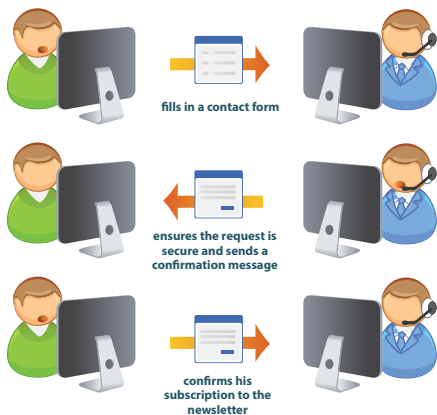 fills in a contact form
ensures the request is
secure and sends a
confirmation message
confirms his
subscription to the
newsletter